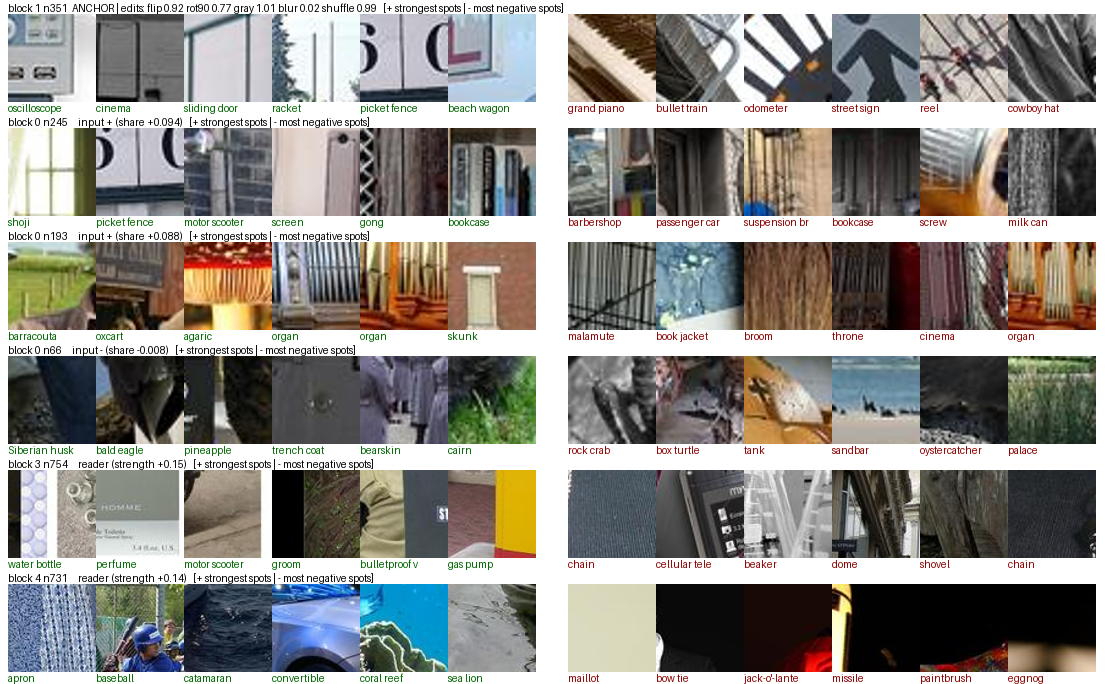 block 1 n351 ANCHOR | edits: flip 0.92 rot90 0.77 gray 1.01 blur 0.02 shuffle 0.99 [+ strongest spots | - most negative spots]
oscilloscope cinema sliding door racket picket fence beach wagon grand piano bullet train odometer street sign reel cowboy hat
block 0 n245 input + (share +0.094) [+ strongest spots | - most negative spots]
shoji picket fence motor scooter screen gong bookcase barbershop passenger car suspension br bookcase screw milk can
block 0 n193 input + (share +0.088) [+ strongest spots | - most negative spots]
barracouta oxcart agaric organ organ skunk malamute book jacket broom throne cinema organ
block 0 n66 input - (share -0.008) [+ strongest spots | - most negative spots]
Siberian husk bald eagle pineapple trench coat bearskin cairn rock crab box turtle tank sandbar oystercatcher palace
block 3 n754 reader (strength +0.15) [+ strongest spots | - most negative spots]
HOMME
3.4 fl.oz, U.S.
$1
water bottle perfume motor scooter groom bulletproof v gas pump chain cellular tele beaker dome shovel chain
block 4 n731 reader (strength +0.14) [+ strongest spots | - most negative spots]
apron baseball catamaran convertible coral reef sea lion maillot bow tie jack-o'-lante missile paintbrush eggnog